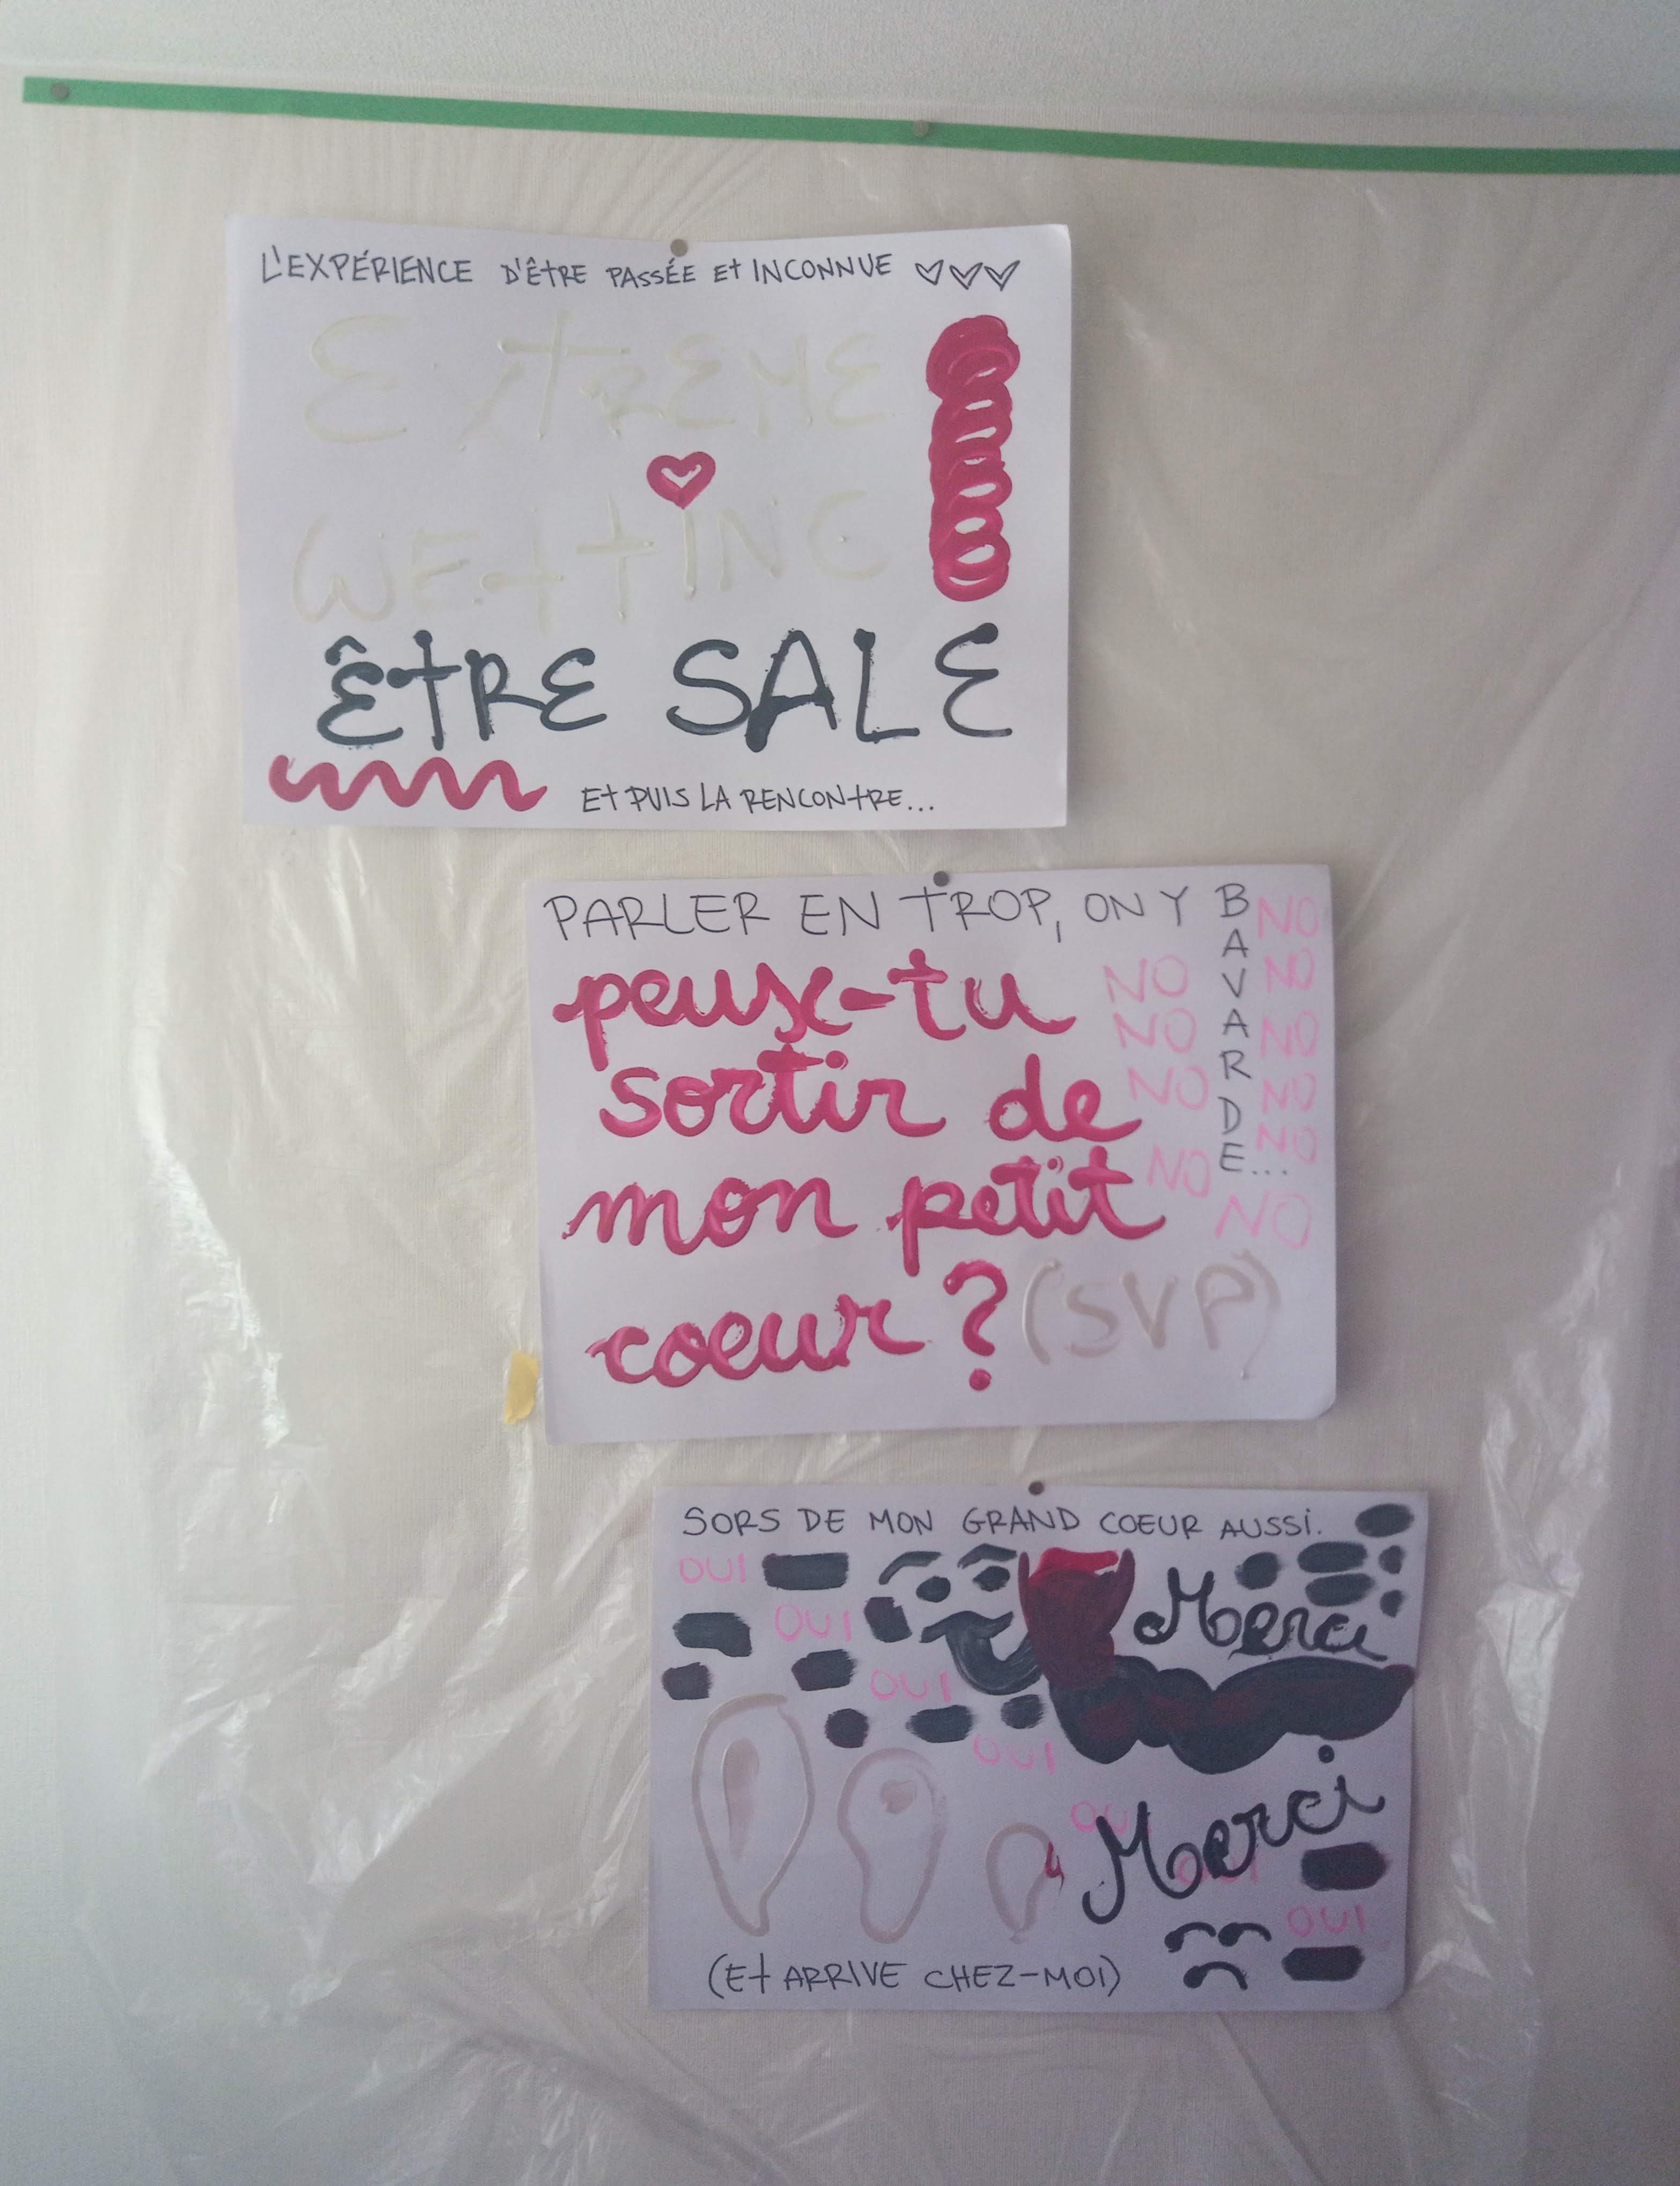 L'EXPÉRIENCE D'ÊTRE PASSÉE Et INCONNUE
EXTREME
WETTING
ÊTRE SALE
Et PUIS LA RENCONTRE...
PARLER EN TROP, ON Y BAVARDE...
peux-tu
sortir de
mon petit
coeur ? (SVP)
NO
NO
NO
NO
NO
NO
NO
NO
NO
NO
SORS DE MON GRAND COEUR AUSSI.
OUI
OUI
Merci
OUI
OUI
OUI
Merci
OUI
OUI
(Et ARRIVE CHEZ-MOI)